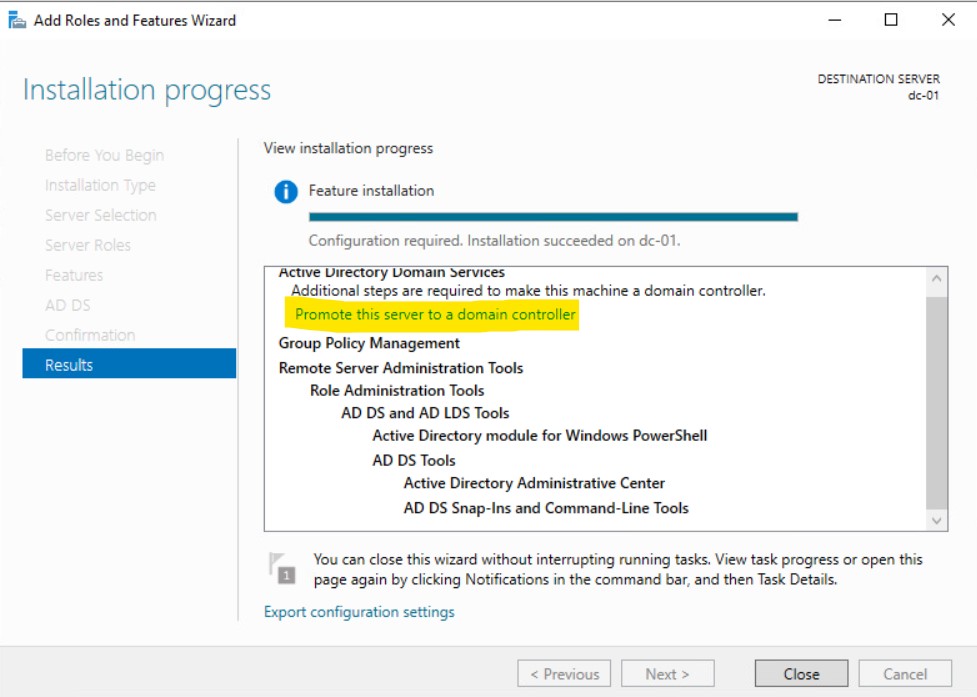 Add Roles and Features Wizard
Installation progress
DESTINATION SERVER
dc-01
Before You Begin
Installation Type
Server Selection
Server Roles
Features
AD DS
Confirmation
Results
View installation progress
Feature installation
Configuration required. Installation succeeded on dc-01.
Active Directory Domain Services
Additional steps are required to make this machine a domain controller.
Promote this server to a domain controller
Group Policy Management
Remote Server Administration Tools
Role Administration Tools
AD DS and AD LDS Tools
Active Directory module for Windows PowerShell
AD DS Tools
Active Directory Administrative Center
AD DS Snap-Ins and Command-Line Tools
1
You can close this wizard without interrupting running tasks. View task progress or open this
page again by clicking Notifications in the command bar, and then Task Details.
Export configuration settings
< Previous
Next >
Close
Cancel